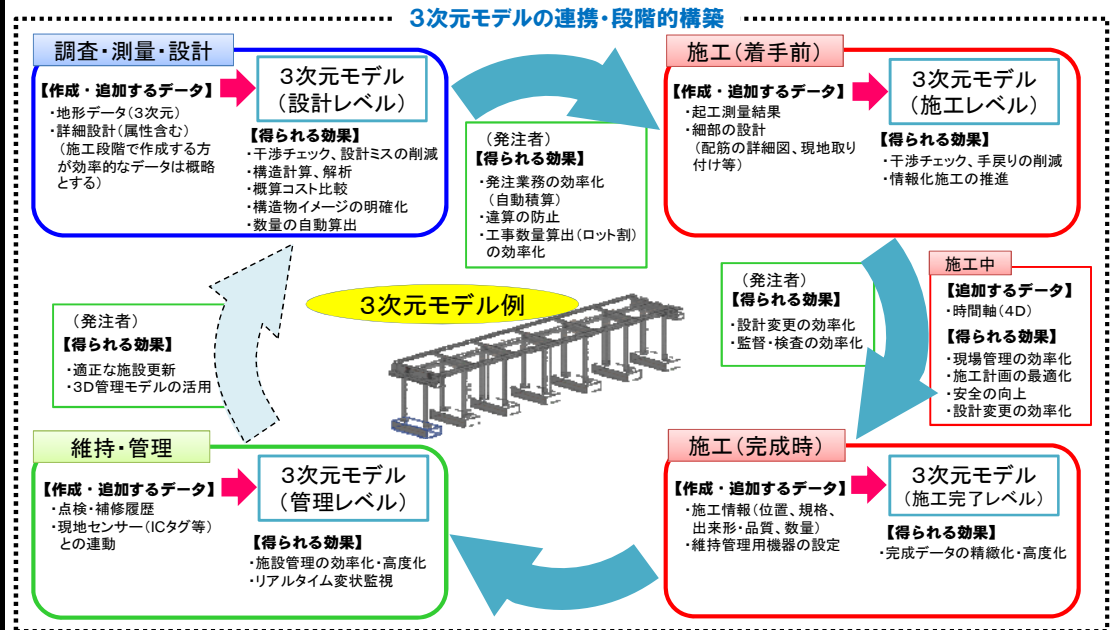 3次元モデルの連携・段階的構築
調査・測量・設計
【作成・追加するデータ】
・地形データ(3次元)
・詳細設計(属性含む)
(施工段階で作成する方
が効率的なデータは概略
とする)
3次元モデル
(設計レベル)
【得られる効果】
・干渉チェック、設計ミスの削減
・構造計算、解析
・概算コスト比較
・構造物イメージの明確化
・数量の自動算出
(発注者)
【得られる効果】
・発注業務の効率化
(自動積算)
・違算の防止
・工事数量算出(ロット割)
の効率化
施工(着手前)
【作成・追加するデータ】
・起工測量結果
・細部の設計
(配筋の詳細図、現地取り
付け等)
3次元モデル
(施工レベル)
【得られる効果】
・干渉チェック、手戻りの削減
・情報化施工の推進
(発注者)
【得られる効果】
・設計変更の効率化
・監督・検査の効率化
施工中
【追加するデータ】
・時間軸(4D)
【得られる効果】
・現場管理の効率化
・施工計画の最適化
・安全の向上
・設計変更の効率化
3次元モデル例
(発注者)
【得られる効果】
・適正な施設更新
・3D管理モデルの活用
維持・管理
【作成・追加するデータ】
・点検・補修履歴
・現地センサー(ICタグ等)
との連動
3次元モデル
(管理レベル)
【得られる効果】
・施設管理の効率化・高度化
・リアルタイム変状監視
施工(完成時)
【作成・追加するデータ】
・施工情報(位置、規格、
出来形・品質、数量)
・維持管理用機器の設定
3次元モデル
(施工完了レベル)
【得られる効果】
・完成データの精緻化・高度化